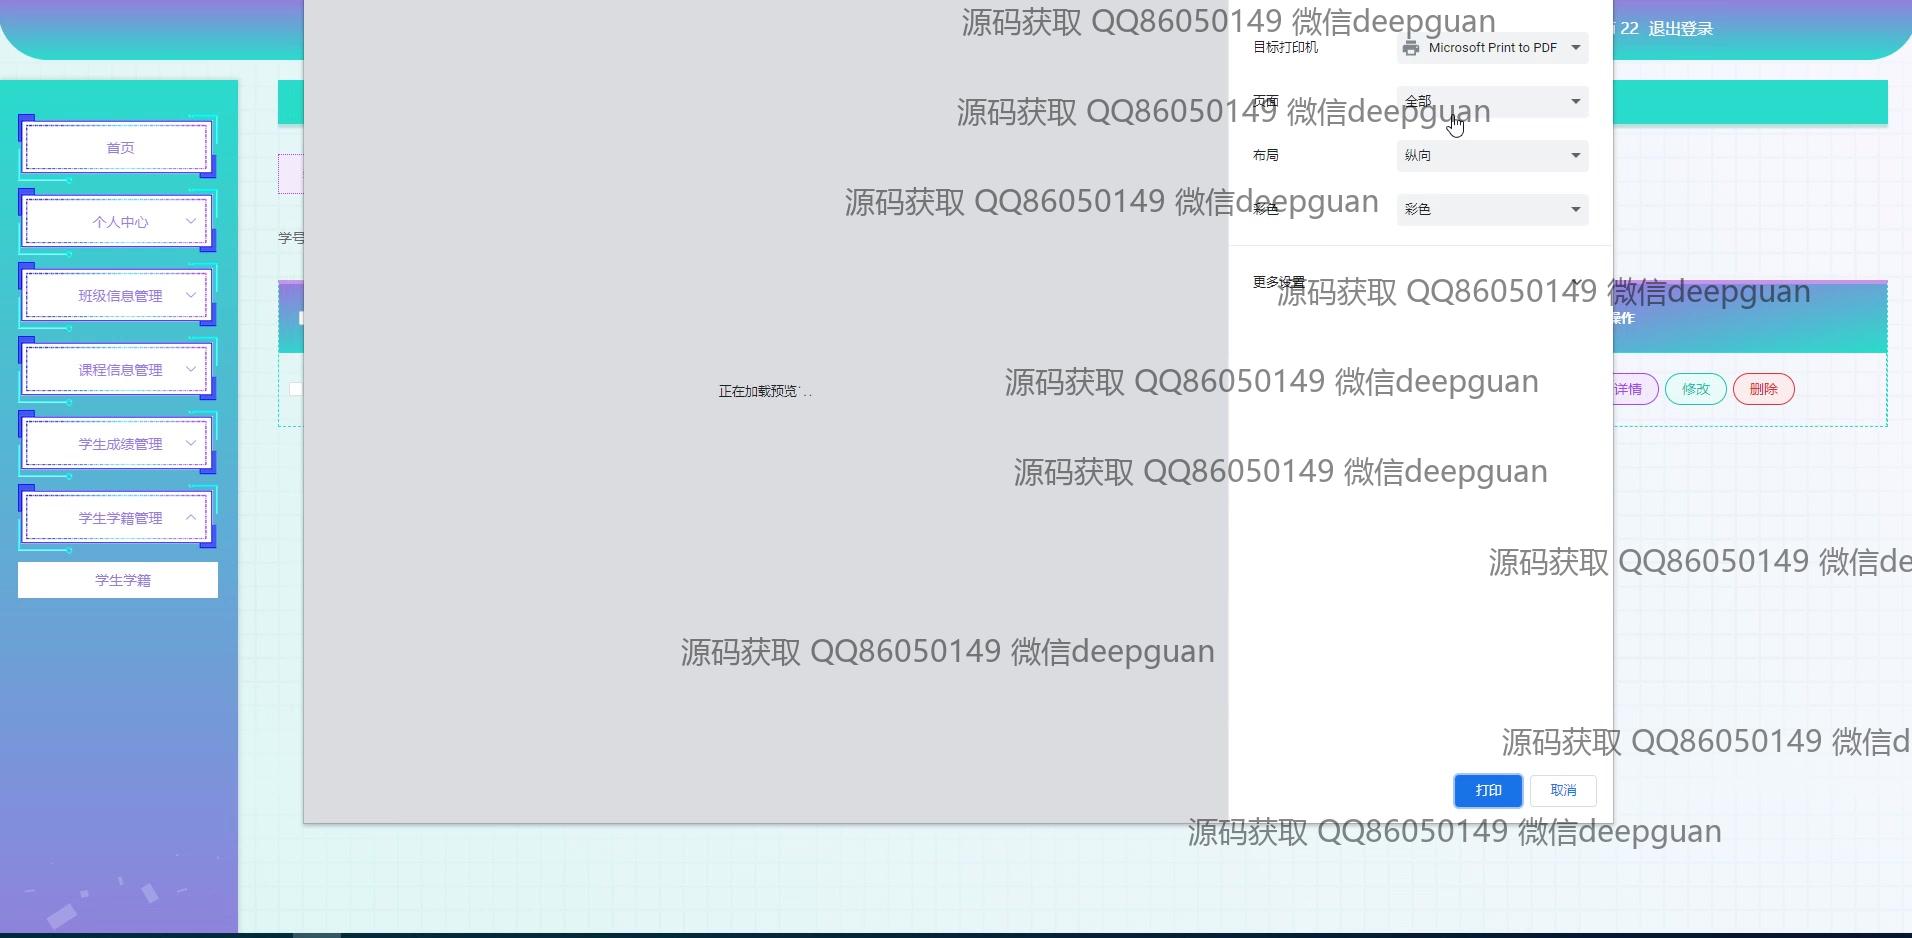 源码获取 QQ86050149 微信deepguan
22 退出登录
目标打印机 Microsoft Print to PDF
页面 全部
源码获取 QQ86050149 微信deepguan
首页
布局 纵向
源码获取 QQ86050149 微信deepguan
彩色 彩色
个人中心
学号
更多设置
源码获取 QQ86050149 微信deepguan
班级信息管理
操作
课程信息管理
正在加载预览...
源码获取 QQ86050149 微信deepguan
详情 修改 删除
学生成绩管理
源码获取 QQ86050149 微信deepguan
学生学籍管理
源码获取 QQ86050149 微信de
学生学籍
源码获取 QQ86050149 微信deepguan
源码获取 QQ86050149 微信d
打印 取消
源码获取 QQ86050149 微信deepguan